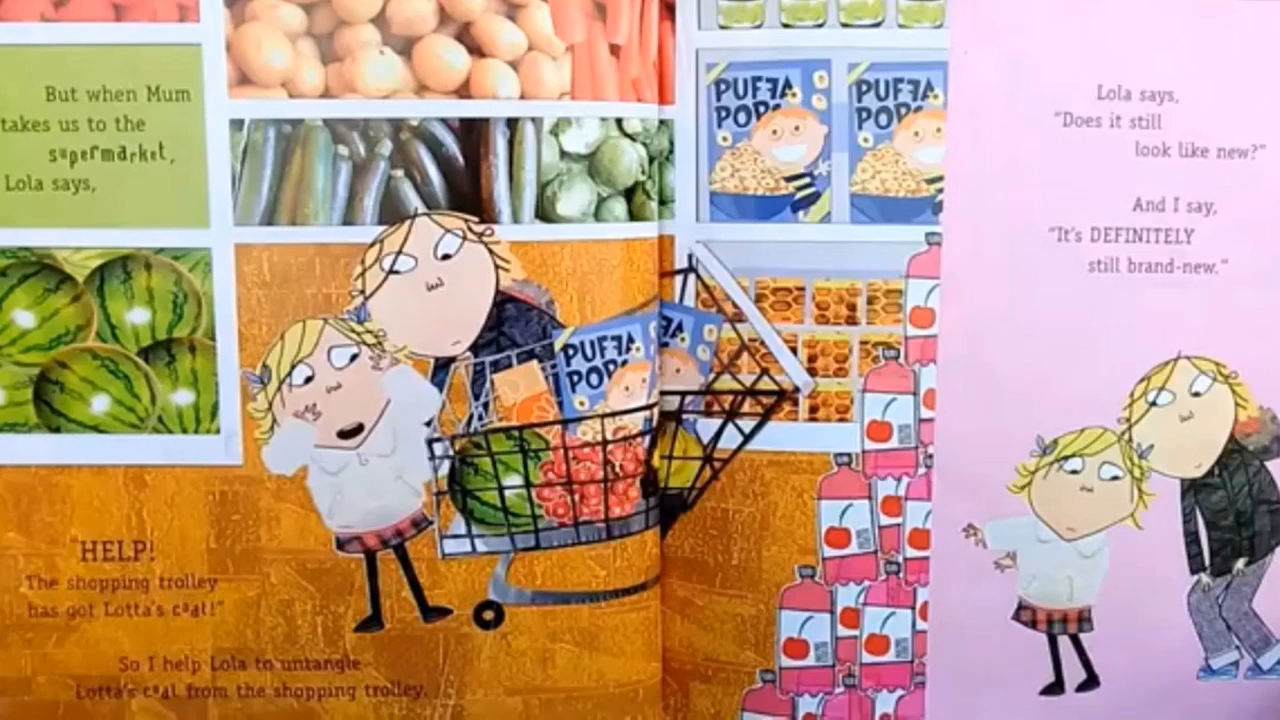 But when Mum
takes us to the
supermarket,
Lola says,
"HELP!
The shopping trolley
has got Lotta's coat!"
So I help Lola to untangle
Lotta's coat from the shopping trolley.
PUFFA
POPS
PUFFA
POPS
PUFFA
POPS
Lola says,
"Does it still
look like new?"
And I say,
"It's DEFINITELY
still brand-new."